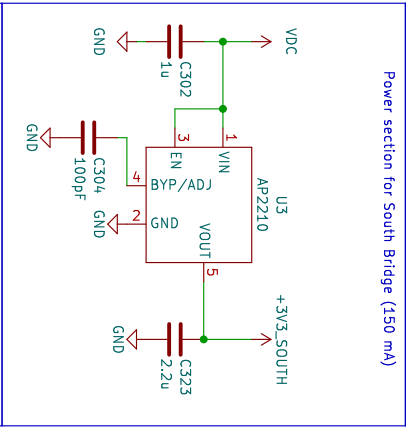 Power section for South Bridge (150 mA)
VDC
GND
C302
1u
1
3
VIN
EN
U3
AP2210
GND
C304
100pF
4
BYP/ADJ
GND
2
GND
VOUT
5
+3V3_SOUTH
GND
C323
2.2u